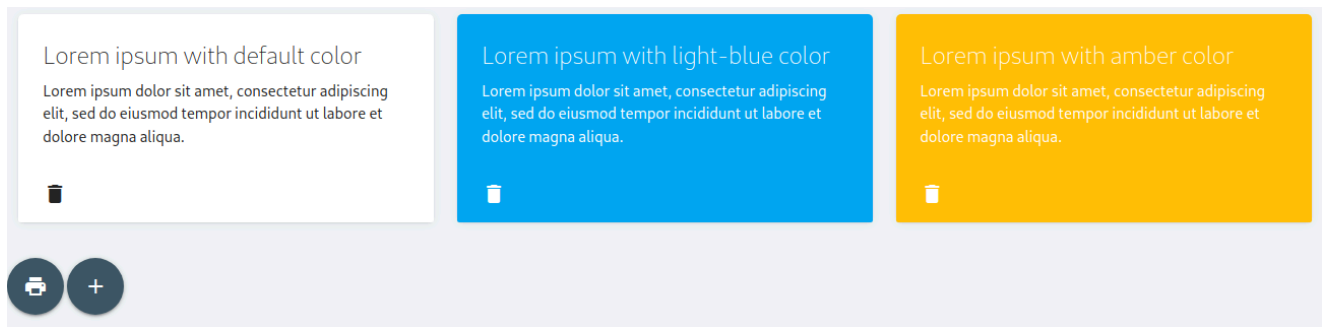 Lorem ipsum with default color
Lorem ipsum dolor sit amet, consectetur adipiscing
elit, sed do eiusmod tempor incididunt ut labore et
dolore magna aliqua.
Lorem ipsum with light-blue color
Lorem ipsum dolor sit amet, consectetur adipiscing
elit, sed do eiusmod tempor incididunt ut labore et
dolore magna aliqua.
Lorem ipsum with amber color
Lorem ipsum dolor sit amet, consectetur adipiscing
elit, sed do eiusmod tempor incididunt ut labore et
dolore magna aliqua.